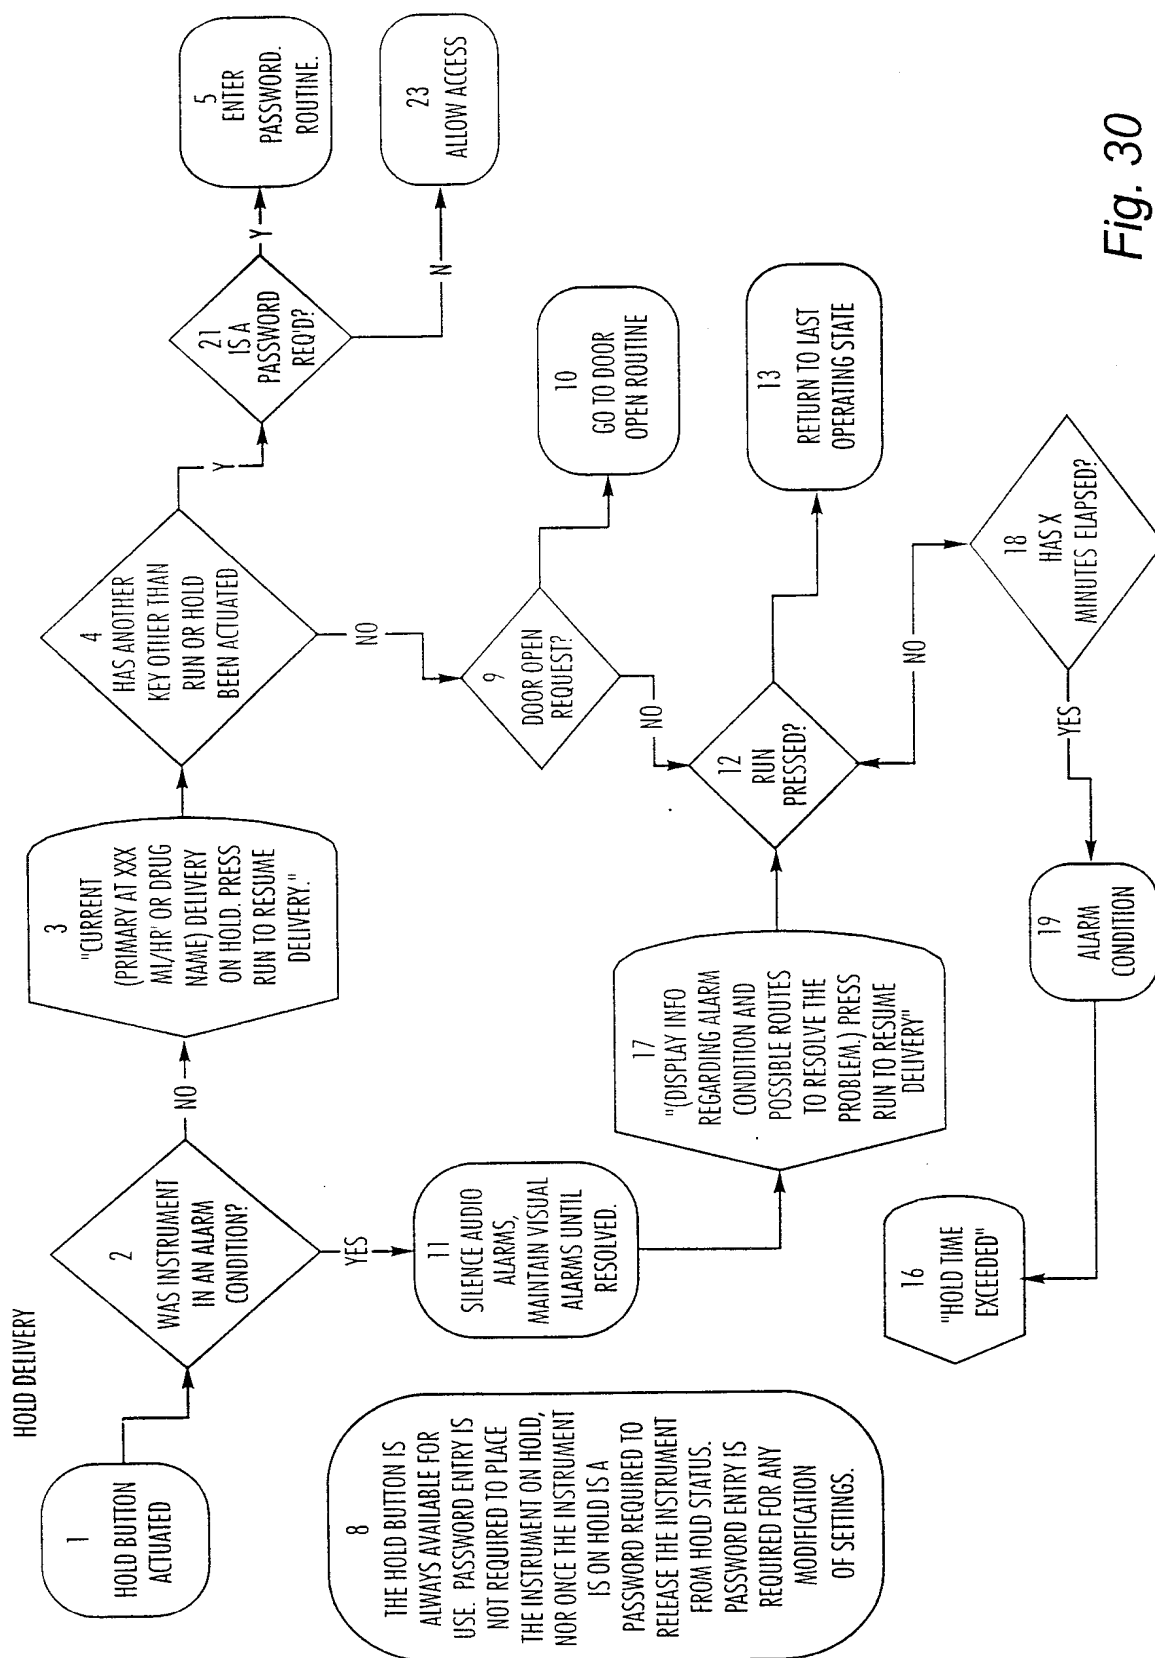 HOLD DELIVERY
1
HOLD BUTTON
ACTUATED
2
WAS INSTRUMENT
IN AN ALARM
CONDITION?
NO
YES
3
"CURRENT
(PRIMARY AT XXX
Ml/HR' OR DRUG
NAME) DELIVERY
ON HOLD. PRESS
RUN TO RESUME
DELIVERY."
4
HAS ANOTHER
KEY OTHER THAN
RUN OR HOLD
BEEN ACTUATED
Y
NO
21
IS A
PASSWORD
REQ'D?
Y
N
5
ENTER
PASSWORD.
ROUTINE.
23
ALLOW ACCESS
9
DOOR OPEN
REQUEST?
NO
10
GO TO DOOR
OPEN ROUTINE
11
SILENCE AUDIO
ALARMS,
MAINTAIN VISUAL
ALARMS UNTIL
RESOLVED.
17
"(DISPLAY INFO
REGARDING ALARM
CONDITION AND
POSSIBLE ROUTES
TO RESOLVE THE
PROBLEM.) PRESS
RUN TO RESUME
DELIVERY"
12
RUN
PRESSED?
NO
13
RETURN TO LAST
OPERATING STATE
18
HAS X
MINUTES ELAPSED?
YES
19
ALARM
CONDITION
16
"HOLD TIME
EXCEEDED"
8
THE HOLD BUTTON IS
ALWAYS AVAILABLE FOR
USE. PASSWORD ENTRY IS
NOT REQUIRED TO PLACE
THE INSTRUMENT ON HOLD,
NOR ONCE THE INSTRUMENT
IS ON HOLD IS A
PASSWORD REQUIRED TO
RELEASE THE INSTRUMENT
FROM HOLD STATUS.
PASSWORD ENTRY IS
REQUIRED FOR ANY
MODIFICATION
OF SETTINGS.
Fig. 30